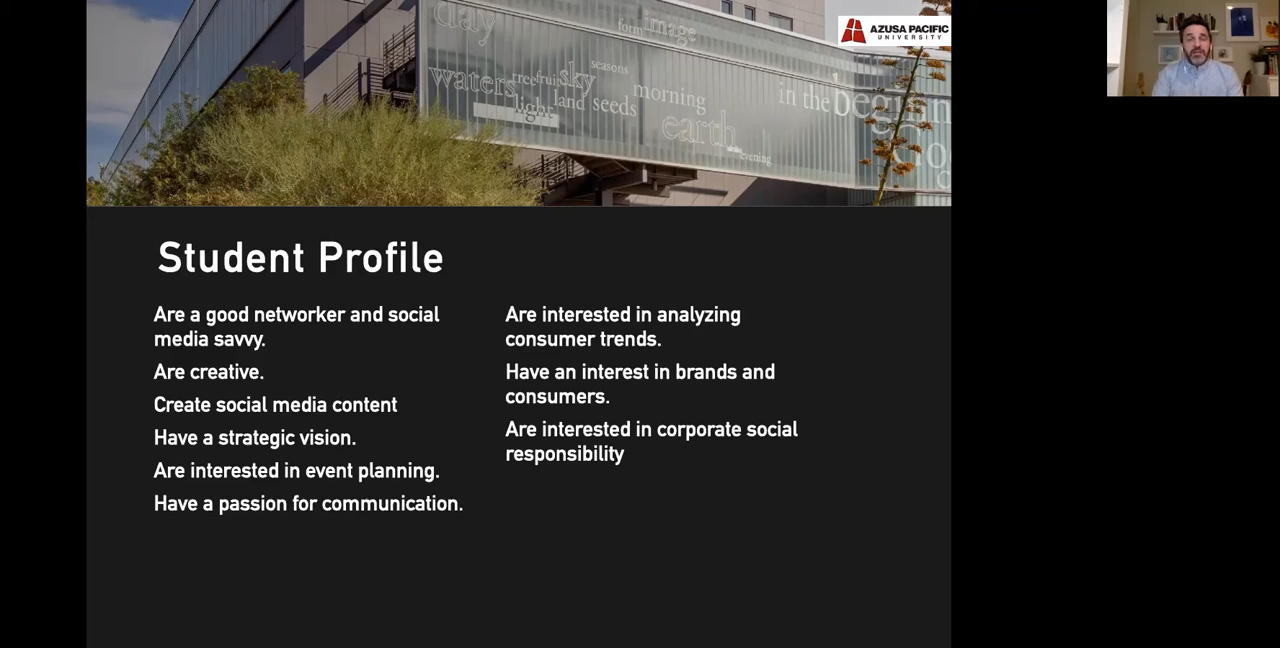 day
form image
waters tree fruit sky seasons
light land seeds morning
earth evening
in the beginn
AZUSA PACIFIC
UNIVERSITY
Student Profile
Are a good networker and social
media savvy.
Are creative.
Create social media content
Have a strategic vision.
Are interested in event planning.
Have a passion for communication.
Are interested in analyzing
consumer trends.
Have an interest in brands and
consumers.
Are interested in corporate social
responsibility